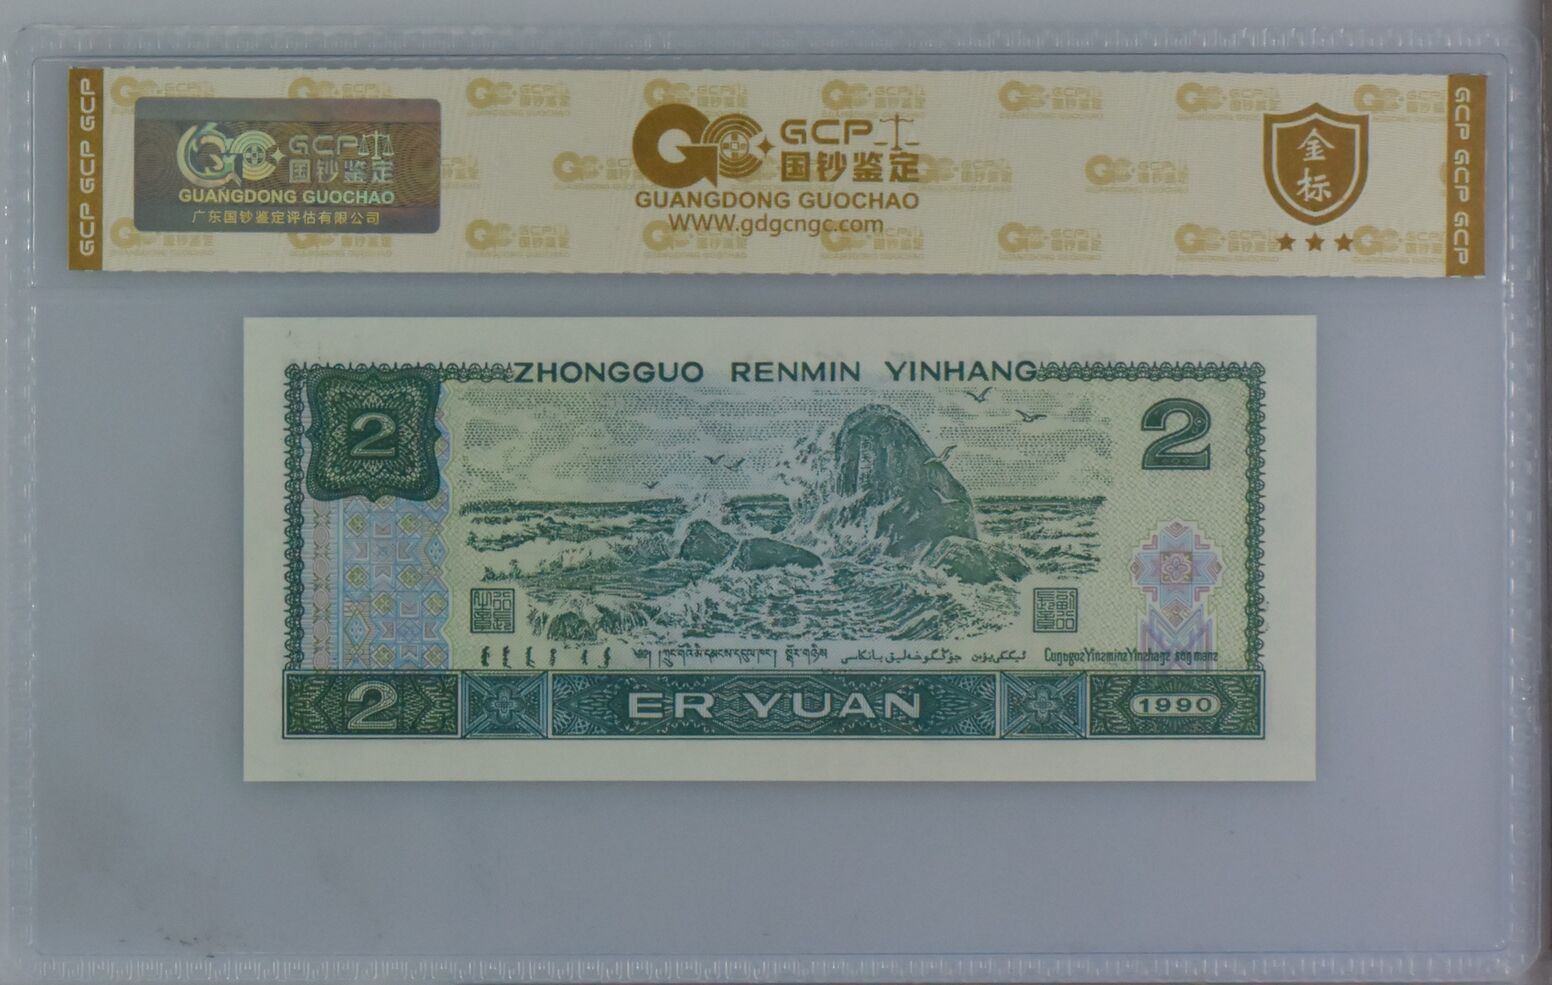 GCP GCP GCP
GCP 国钞鉴定
GUANGDONG GUOCHAO
广东国钞鉴定评估有限公司
GCP
国钞鉴定
GUANGDONG GUOCHAO
WWW.gdgcngc.com
金标
GCP GCP GCP
ZHONGGUO RENMIN YINHANG
2
2
2
ER YUAN
1990